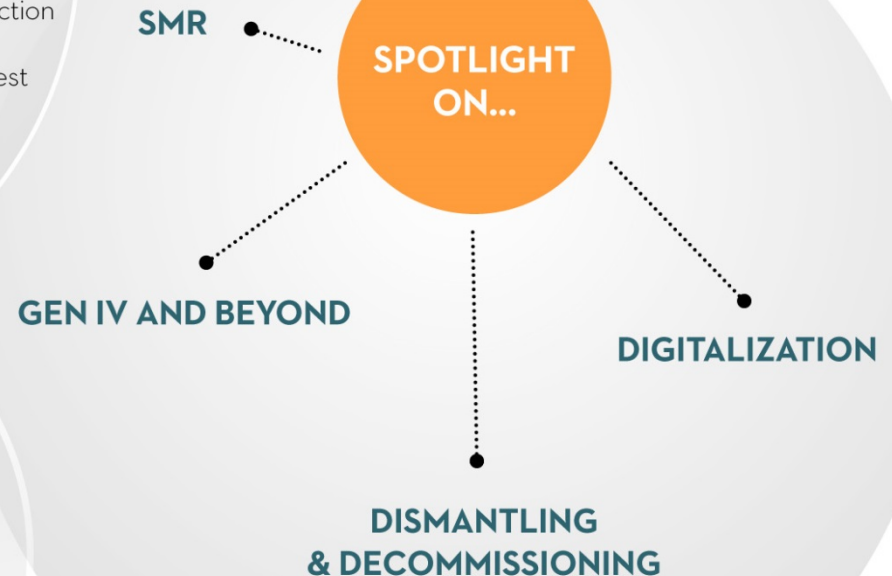 SMR
SPOTLIGHT
ON...
GEN IV AND BEYOND
DIGITALIZATION
DISMANTLING
& DECOMMISSIONING